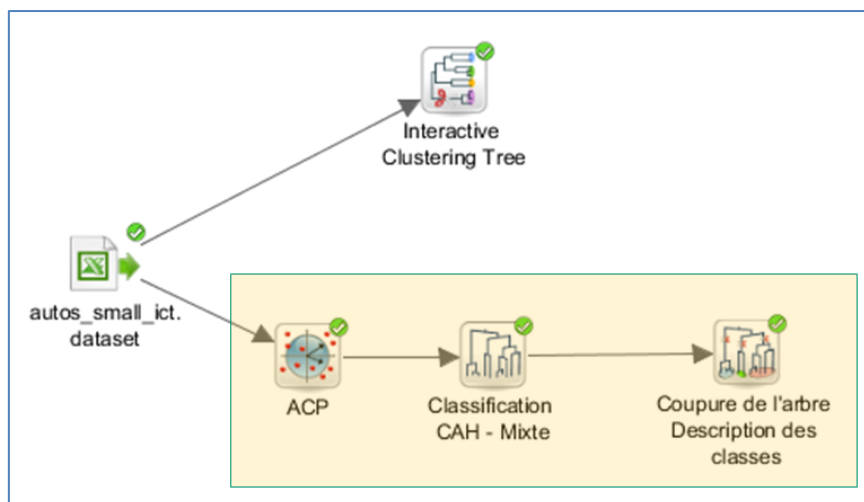 Interactive
Clustering Tree
autos_small_ict.
dataset
ACP
Classification
CAH - Mixte
Coupure de l'arbre
Description des
classes